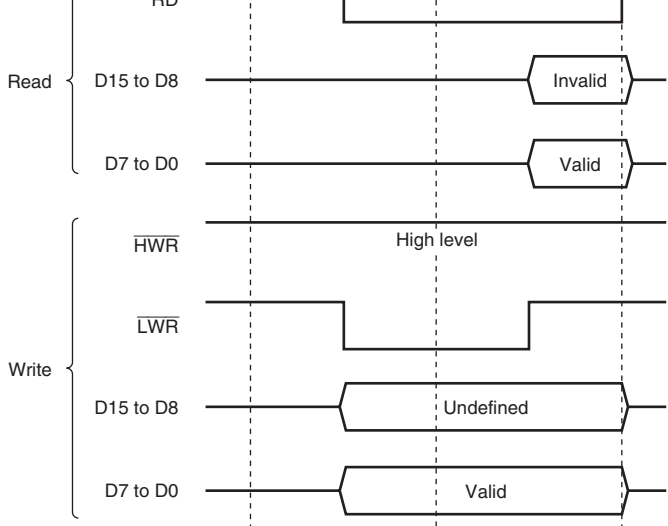 RD
Read
D15 to D8
Invalid
D7 to D0
Valid
Write
HWR
High level
LWR
D15 to D8
Undefined
D7 to D0
Valid